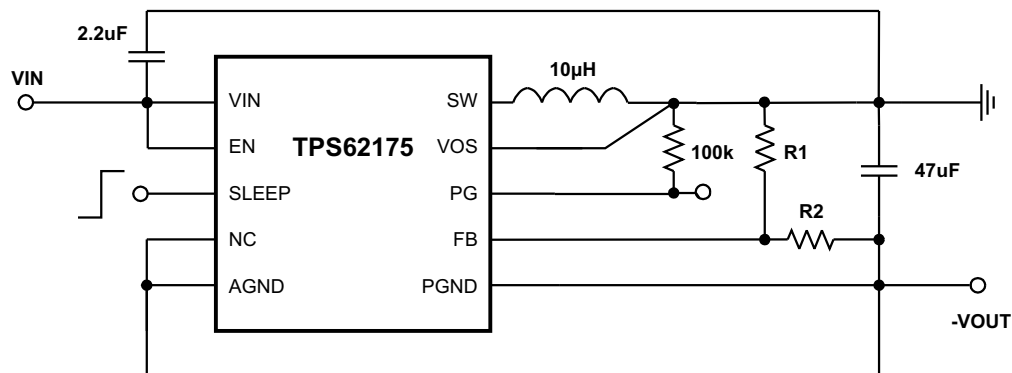 2.2uF
10µH
VIN
VIN
SW
EN
TPS62175
VOS
100k
R1
47uF
SLEEP
PG
R2
NC
FB
AGND
PGND
-VOUT